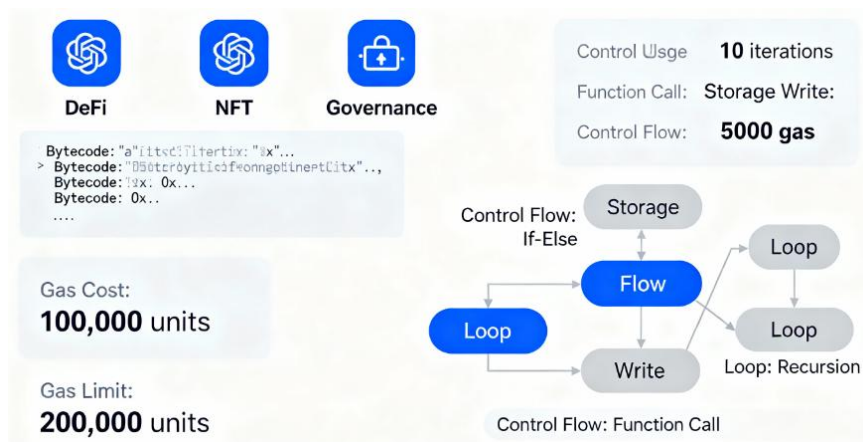 DeFi
NFT
Governance
Control Usge 10 iterations
Function Call: Storage Write:
Control Flow: 5000 gas
Bytecode:
> Bytecode:
Bytecode: 0x...
Bytecode: 0x..
....
Gas Cost:
100,000 units
Gas Limit:
200,000 units
Control Flow:
If-Else
Storage
Flow
Loop
Write
Loop
Loop
Loop: Recursion
Control Flow: Function Call